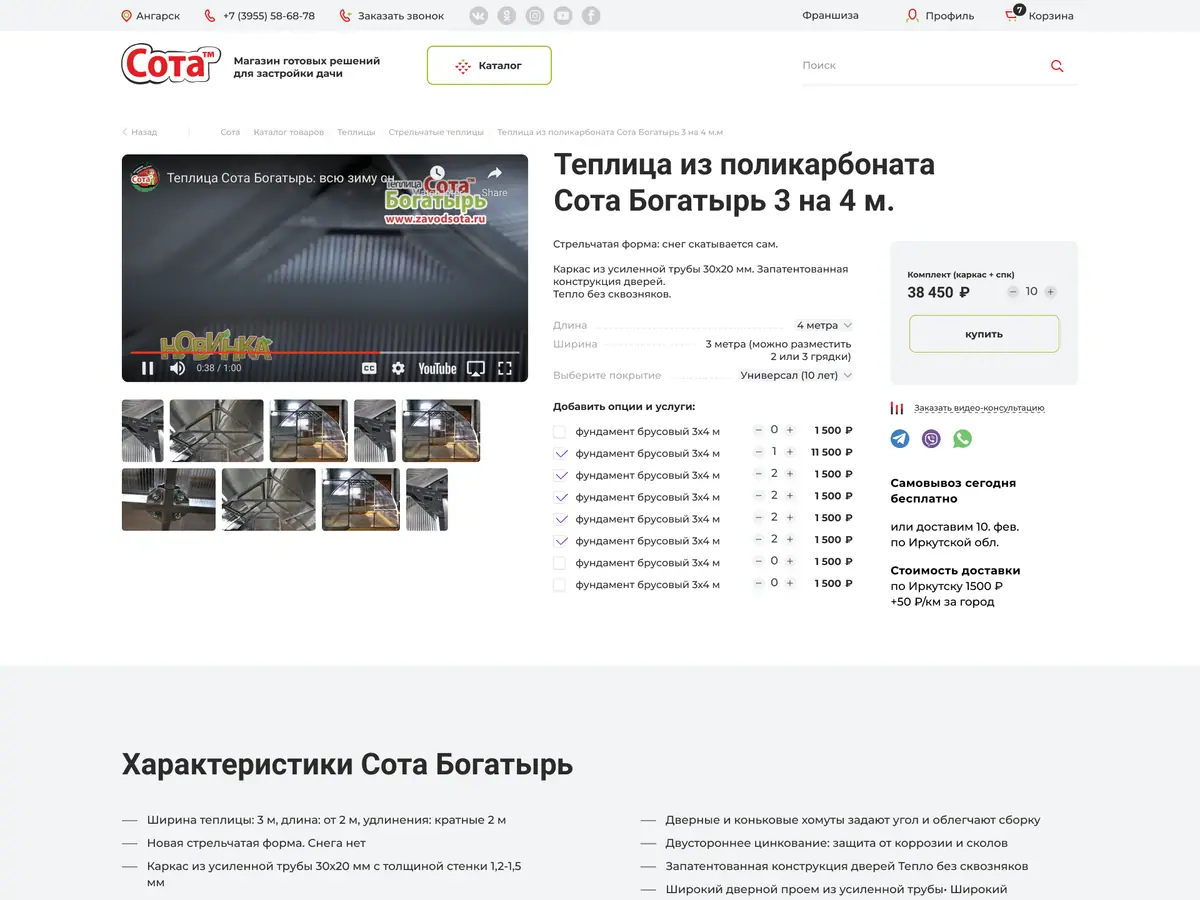 Ангарск
+7 (3955) 58-68-78
Заказать звонок
Франшиза
Профиль
7
Корзина
Сота™
Магазин готовых решений
для застройки дачи
Каталог
Поиск
Назад
Сота
Каталог товаров
Теплицы
Стрельчатые теплицы
Теплица из поликарбоната Сота Богатырь 3 на 4 м.м
Сота
Теплица Сота Богатырь: всю зиму сн
Share
теплица Сота™
Богатырь
www.zavodsota.ru
НОВИНКА
0:38 / 1:00
CC
YouTube
Теплица из поликарбоната
Сота Богатырь 3 на 4 м.
Стрельчатая форма: снег скатывается сам.
Каркас из усиленной трубы 30х20 мм. Запатентованная
конструкция дверей.
Тепло без сквозняков.
Длина
4 метра
Ширина
3 метра (можно разместить
2 или 3 грядки)
Выберите покрытие
Универсал (10 лет)
Добавить опции и услуги:
фундамент брусовый 3х4 м − 0 + 1 500 ₽
фундамент брусовый 3х4 м − 1 + 11 500 ₽
фундамент брусовый 3х4 м − 2 + 1 500 ₽
фундамент брусовый 3х4 м − 2 + 1 500 ₽
фундамент брусовый 3х4 м − 2 + 1 500 ₽
фундамент брусовый 3х4 м − 2 + 1 500 ₽
фундамент брусовый 3х4 м − 0 + 1 500 ₽
фундамент брусовый 3х4 м − 0 + 1 500 ₽
Комплект (каркас + спк)
38 450 ₽ − 10 +
купить
Заказать видео-консультацию
Самовывоз сегодня
бесплатно
или доставим 10. фев.
по Иркутской обл.
Стоимость доставки
по Иркутску 1500 ₽
+50 ₽/км за город
Характеристики Сота Богатырь
Ширина теплицы: 3 м, длина: от 2 м, удлинения: кратные 2 м
Новая стрельчатая форма. Снега нет
Каркас из усиленной трубы 30х20 мм с толщиной стенки 1,2-1,5
мм
Дверные и коньковые хомуты задают угол и облегчают сборку
Двустороннее цинкование: защита от коррозии и сколов
Запатентованная конструкция дверей Тепло без сквозняков
Широкий дверной проем из усиленной трубы• Широкий